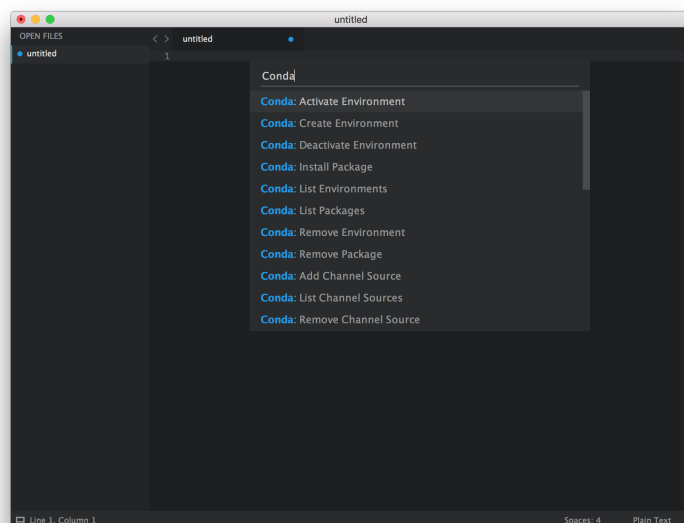 untitled
OPEN FILES
untitled
untitled
1
Conda
Conda: Activate Environment
Conda: Create Environment
Conda: Deactivate Environment
Conda: Install Package
Conda: List Environments
Conda: List Packages
Conda: Remove Environment
Conda: Remove Package
Conda: Add Channel Source
Conda: List Channel Sources
Conda: Remove Channel Source
Line 1, Column 1
Spaces: 4
Plain Text